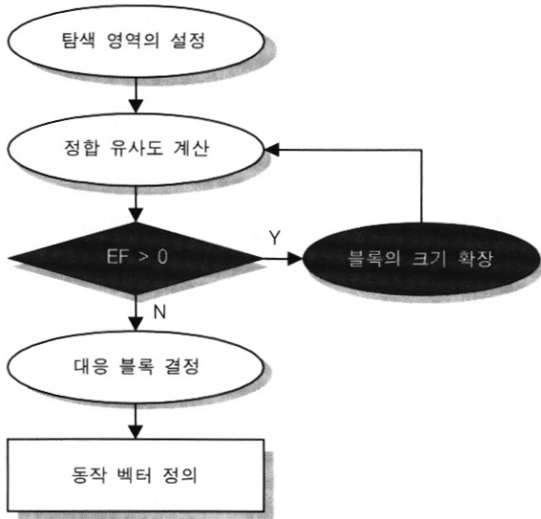 탐색 영역의 설정
정합 유사도 계산
EF > 0
Y
블록의 크기 확장
N
대응 블록 결정
동작 벡터 정의